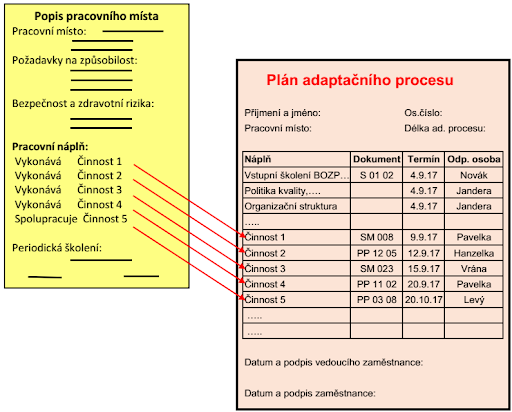 Popis pracovního místa
Pracovní místo:
Požadavky na způsobilost:
Bezpečnost a zdravotní rizika:
Pracovní náplň:
Vykonává Činnost 1
Vykonává Činnost 2
Vykonává Činnost 3
Vykonává Činnost 4
Spolupracuje Činnost 5
Periodická školení:
Plán adaptačního procesu
Přijmení a jméno: Os.číslo:
Pracovní místo: Délka ad. procesu:
Náplň Dokument Termín Odp. osoba
Vstupní školení BOZP… S 01 02 4.9.17 Novák
Politika kvality,…. 4.9.17 Jandera
Organizační struktura 4.9.17 Jandera
…..
Činnost 1 SM 008 9.9.17 Pavelka
Činnost 2 PP 12 05 12.9.17 Hanzelka
Činnost 3 SM 023 15.9.17 Vrána
Činnost 4 PP 11 02 20.9.17 Pavelka
Činnost 5 PP 03 08 20.10.17 Levý
…..
…..
Datum a podpis vedoucího zaměstnance:
Datum a podpis zaměstnance: